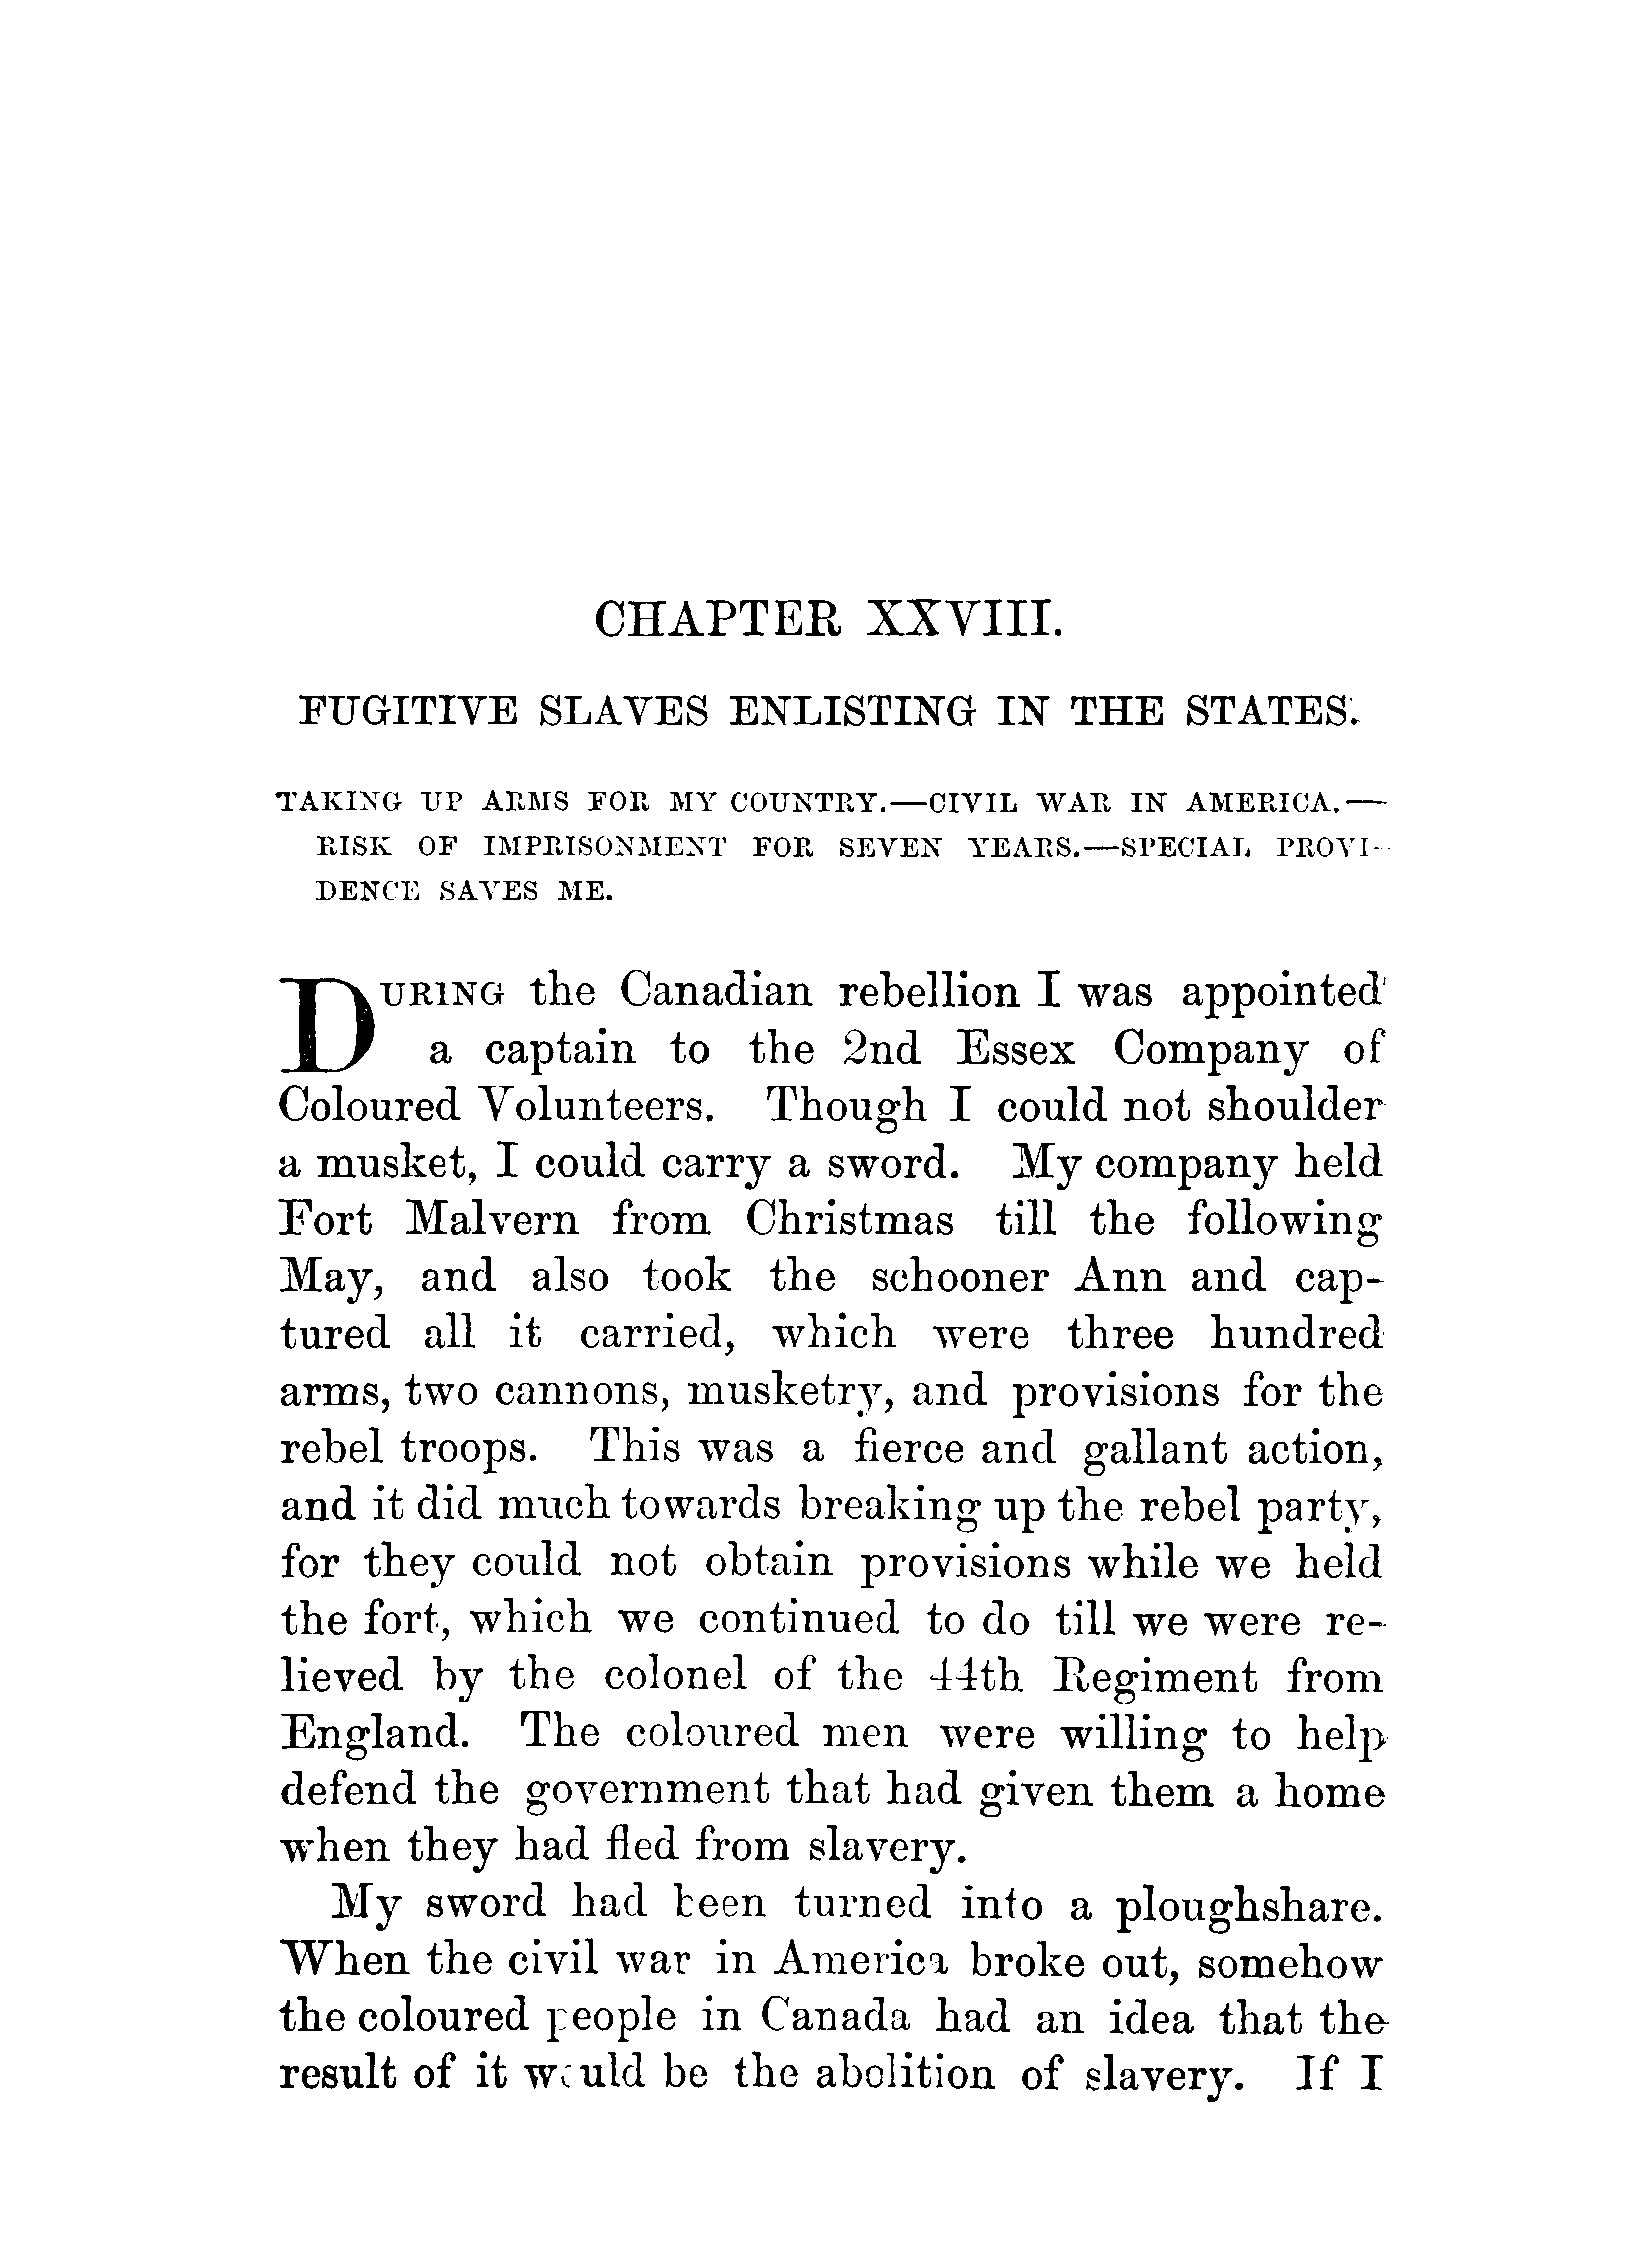 CHAPTER XXVIII.
FUGITIVE SLAVES ENLISTING IN THE STATES.
TAKING UP ARMS FOR MY COUNTRY.—CIVIL WAR IN AMERICA.—
RISK OF IMPRISONMENT FOR SEVEN YEARS.—SPECIAL PROVI-
DENCE SAVES ME.
DURING the Canadian rebellion I was appointed
a captain to the 2nd Essex Company of
Coloured Volunteers. Though I could not shoulder
a musket, I could carry a sword. My company held
Fort Malvern from Christmas till the following
May, and also took the schooner Ann and cap-
tured all it carried, which were three hundred
arms, two cannons, musketry, and provisions for the
rebel troops. This was a fierce and gallant action,
and it did much towards breaking up the rebel party,
for they could not obtain provisions while we held
the fort, which we continued to do till we were re-
lieved by the colonel of the 44th Regiment from
England. The coloured men were willing to help
defend the government that had given them a home
when they had fled from slavery.
My sword had been turned into a ploughshare.
When the civil war in America broke out, somehow
the coloured people in Canada had an idea that the
result of it would be the abolition of slavery. If I